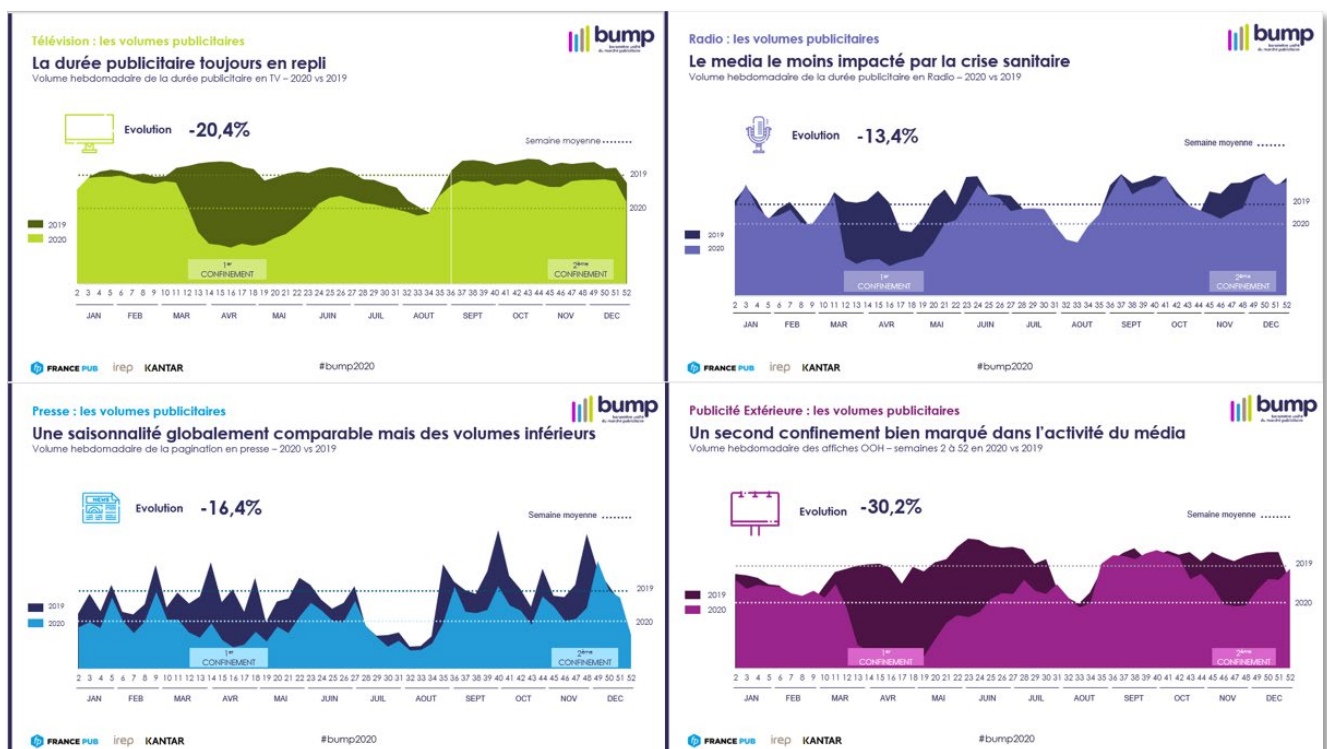 Télévision : les volumes publicitaires
bump
baromètre unifié
du marché publicitaire
La durée publicitaire toujours en repli
Volume hebdomadaire de la durée publicitaire en TV – 2020 vs 2019
Evolution -20,4%
Semaine moyenne ........
2019
2020
2019
2020
1er
CONFINEMENT
2ème
CONFINEMENT
2 3 4 5 6 7 8 9 10 11 12 13 14 15 16 17 18 19 20 21 22 23 24 25 26 27 28 29 30 31 32 33 34 35 36 37 38 39 40 41 42 43 44 45 46 47 48 49 50 51 52
JAN FEB MAR AVR MAI JUIN JUIL AOUT SEPT OCT NOV DEC
FRANCE PUB irep KANTAR #bump2020
Radio : les volumes publicitaires
bump
baromètre unifié
du marché publicitaire
Le media le moins impacté par la crise sanitaire
Volume hebdomadaire de la durée publicitaire en Radio – 2020 vs 2019
Evolution -13,4%
Semaine moyenne .......
2019
2020
2019
2020
1er
CONFINEMENT
2ème
CONFINEMENT
2 3 4 5 6 7 8 9 10 11 12 13 14 15 16 17 18 19 20 21 22 23 24 25 26 27 28 29 30 31 32 33 34 35 36 37 38 39 40 41 42 43 44 45 46 47 48 49 50 51 52
JAN FEB MAR AVR MAI JUIN JUIL AOUT SEPT OCT NOV DEC
FRANCE PUB irep KANTAR #bump2020
Presse : les volumes publicitaires
bump
baromètre unifié
du marché publicitaire
Une saisonnalité globalement comparable mais des volumes inférieurs
Volume hebdomadaire de la pagination en presse – 2020 vs 2019
NEWS
Evolution -16,4%
Semaine moyenne ........
2019
2020
2019
2020
1er
CONFINEMENT
2ème
CONFINEMENT
2 3 4 5 6 7 8 9 10 11 12 13 14 15 16 17 18 19 20 21 22 23 24 25 26 27 28 29 30 31 32 33 34 35 36 37 38 39 40 41 42 43 44 45 46 47 48 49 50 51 52
JAN FEB MAR AVR MAI JUIN JUIL AOUT SEPT OCT NOV DEC
FRANCE PUB irep KANTAR #bump2020
Publicité Extérieure : les volumes publicitaires
bump
baromètre unifié
du marché publicitaire
Un second confinement bien marqué dans l'activité du média
Volume hebdomadaire des affiches OOH – semaines 2 à 52 en 2020 vs 2019
Evolution -30,2%
Semaine moyenne ........
2019
2020
2019
2020
1er
CONFINEMENT
2ème
CONFINEMENT
2 3 4 5 6 7 8 9 10 11 12 13 14 15 16 17 18 19 20 21 22 23 24 25 26 27 28 29 30 31 32 33 34 35 36 37 38 39 40 41 42 43 44 45 46 47 48 49 50 51 52
JAN FEB MAR AVR MAI JUIN JUIL AOUT SEPT OCT NOV DEC
FRANCE PUB irep KANTAR #bump2020